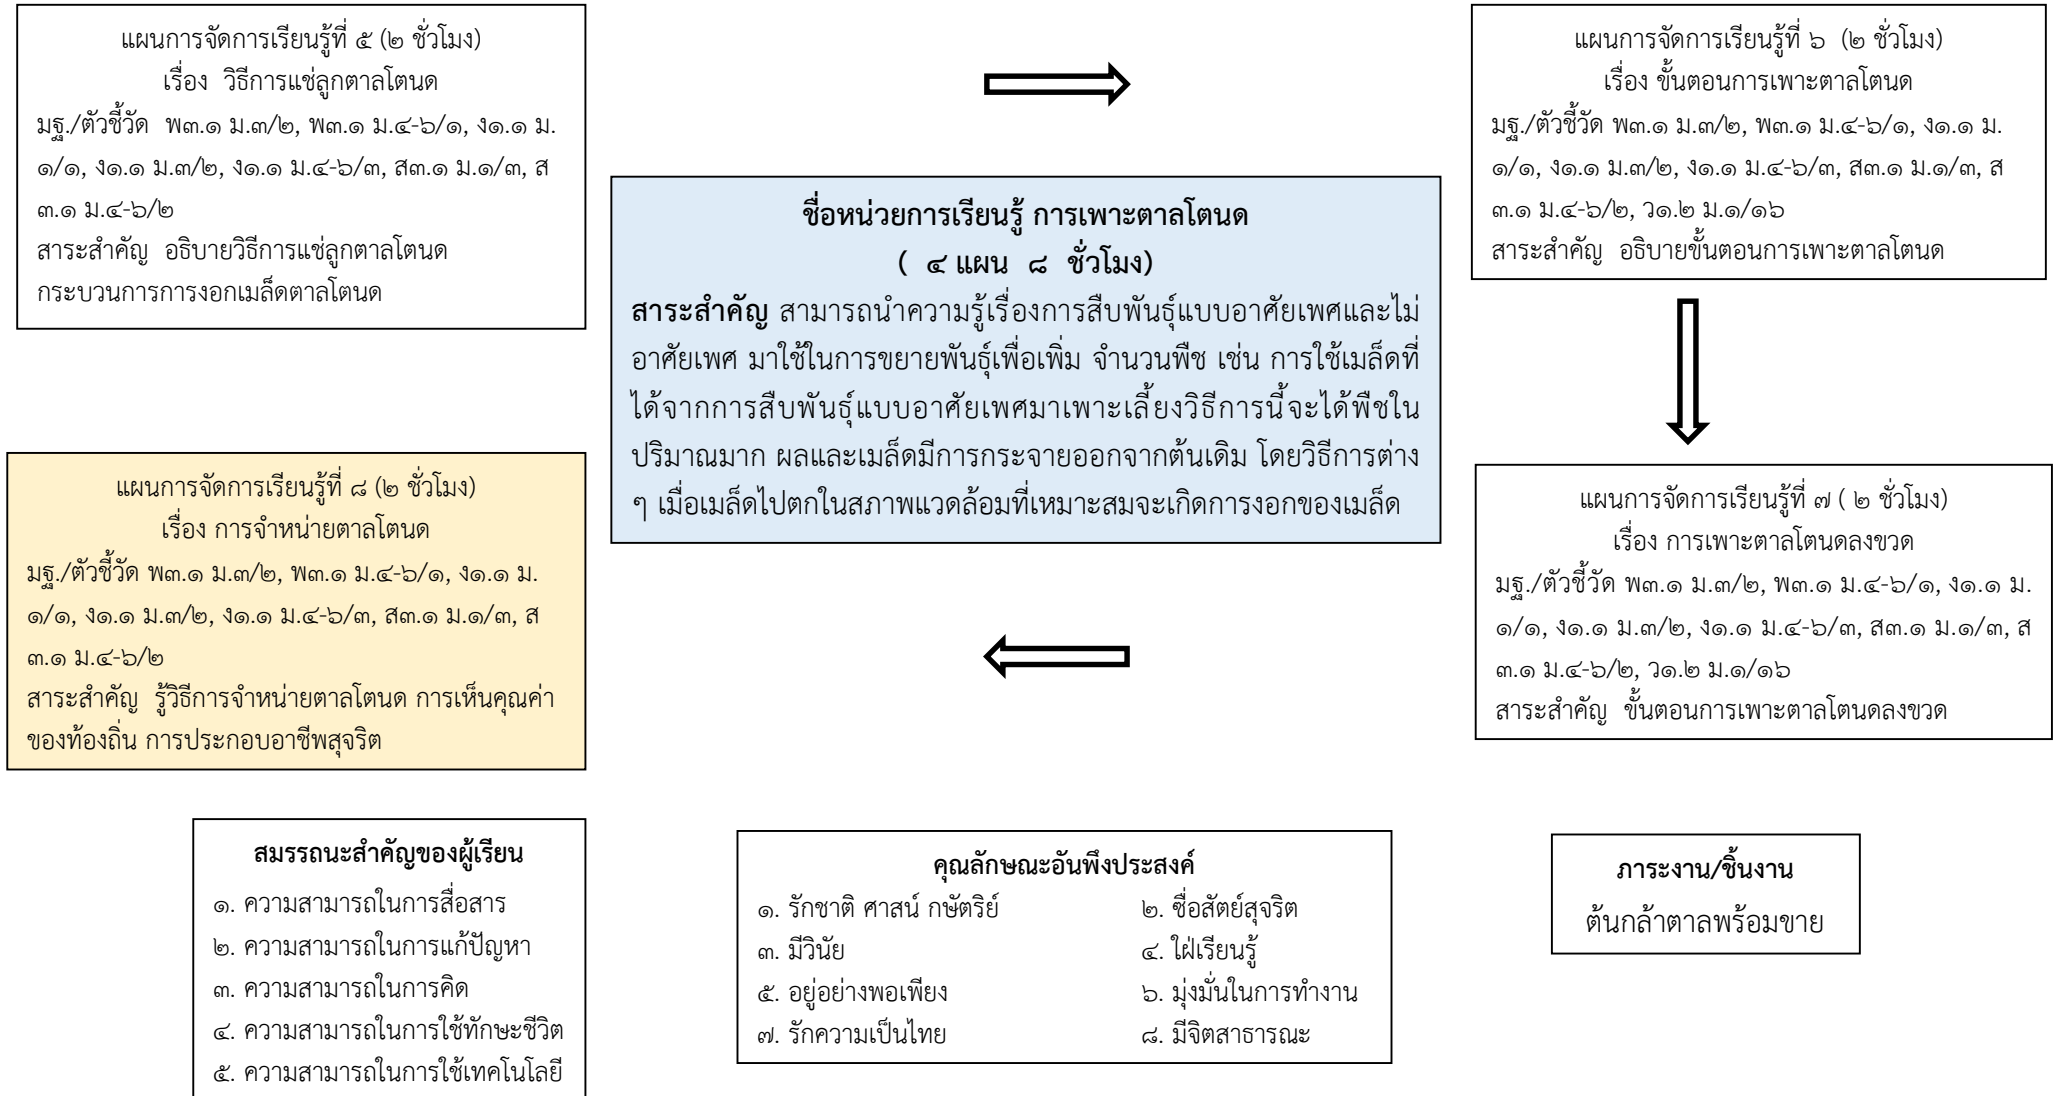 แผนการจัดการเรียนรู้ที่ ๕ (๒ ชั่วโมง)
เรื่อง  วิธีการแช่ลูกตาลโตนด
มฐ./ตัวชี้วัด  พ๓.๑ ม.๓/๒, พ๓.๑ ม.๔-๖/๑, ง๑.๑ ม.
๑/๑, ง๑.๑ ม.๓/๒, ง๑.๑ ม.๔-๖/๓, ส๓.๑ ม.๑/๓, ส
๓.๑ ม.๔-๖/๒
สาระสำคัญ  อธิบายวิธีการแช่ลูกตาลโตนด
กระบวนการการงอกเมล็ดตาลโตนด
แผนการจัดการเรียนรู้ที่ ๖  (๒ ชั่วโมง)
เรื่อง ขั้นตอนการเพาะตาลโตนด
มฐ./ตัวชี้วัด พ๓.๑ ม.๓/๒, พ๓.๑ ม.๔-๖/๑, ง๑.๑ ม.
๑/๑, ง๑.๑ ม.๓/๒, ง๑.๑ ม.๔-๖/๓, ส๓.๑ ม.๑/๓, ส
๓.๑ ม.๔-๖/๒, ว๑.๒ ม.๑/๑๖
สาระสำคัญ  อธิบายขั้นตอนการเพาะตาลโตนด
ชื่อหน่วยการเรียนรู้ การเพาะตาลโตนด
(  ๔ แผน  ๘  ชั่วโมง)
สาระสำคัญ สามารถนำความรู้เรื่องการสืบพันธุ์แบบอาศัยเพศและไม่
อาศัยเพศ มาใช้ในการขยายพันธุ์เพื่อเพิ่ม จำนวนพืช เช่น การใช้เมล็ดที่
ได้จากการสืบพันธุ์แบบอาศัยเพศมาเพาะเลี้ยงวิธีการนี้จะได้พืชใน
ปริมาณมาก ผลและเมล็ดมีการกระจายออกจากต้นเดิม โดยวิธีการต่าง
ๆ เมื่อเมล็ดไปตกในสภาพแวดล้อมที่เหมาะสมจะเกิดการงอกของเมล็ด
แผนการจัดการเรียนรู้ที่ ๘ (๒ ชั่วโมง)
เรื่อง การจำหน่ายตาลโตนด
มฐ./ตัวชี้วัด พ๓.๑ ม.๓/๒, พ๓.๑ ม.๔-๖/๑, ง๑.๑ ม.
๑/๑, ง๑.๑ ม.๓/๒, ง๑.๑ ม.๔-๖/๓, ส๓.๑ ม.๑/๓, ส
๓.๑ ม.๔-๖/๒
สาระสำคัญ  รู้วิธีการจำหน่ายตาลโตนด การเห็นคุณค่า
ของท้องถิ่น การประกอบอาชีพสุจริต
แผนการจัดการเรียนรู้ที่ ๗ ( ๒ ชั่วโมง)
เรื่อง การเพาะตาลโตนดลงขวด
มฐ./ตัวชี้วัด พ๓.๑ ม.๓/๒, พ๓.๑ ม.๔-๖/๑, ง๑.๑ ม.
๑/๑, ง๑.๑ ม.๓/๒, ง๑.๑ ม.๔-๖/๓, ส๓.๑ ม.๑/๓, ส
๓.๑ ม.๔-๖/๒, ว๑.๒ ม.๑/๑๖
สาระสำคัญ  ขั้นตอนการเพาะตาลโตนดลงขวด
สมรรถนะสำคัญของผู้เรียน
๑. ความสามารถในการสื่อสาร
๒. ความสามารถในการแก้ปัญหา
๓. ความสามารถในการคิด
๔. ความสามารถในการใช้ทักษะชีวิต
๕. ความสามารถในการใช้เทคโนโลยี
คุณลักษณะอันพึงประสงค์
๑. รักชาติ ศาสน์ กษัตริย์ ๒. ซื่อสัตย์สุจริต
๓. มีวินัย ๔. ใฝ่เรียนรู้
๕. อยู่อย่างพอเพียง ๖. มุ่งมั่นในการทำงาน
๗. รักความเป็นไทย ๘. มีจิตสาธารณะ
ภาระงาน/ชิ้นงาน
ต้นกล้าตาลพร้อมขาย